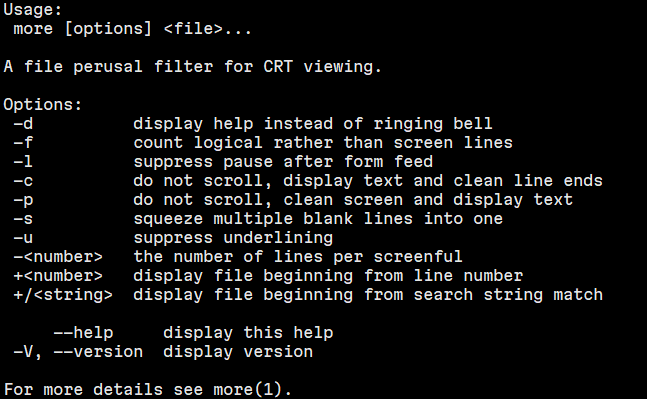 Usage:
 more [options] <file>...

A file perusal filter for CRT viewing.

Options:
 -d          display help instead of ringing bell
 -f          count logical rather than screen lines
 -l          suppress pause after form feed
 -c          do not scroll, display text and clean line ends
 -p          do not scroll, clean screen and display text
 -s          squeeze multiple blank lines into one
 -u          suppress underlining
 -<number>   the number of lines per screenful
 +<number>   display file beginning from line number
 +/<string>  display file beginning from search string match

     --help     display this help
 -V, --version  display version

For more details see more(1).